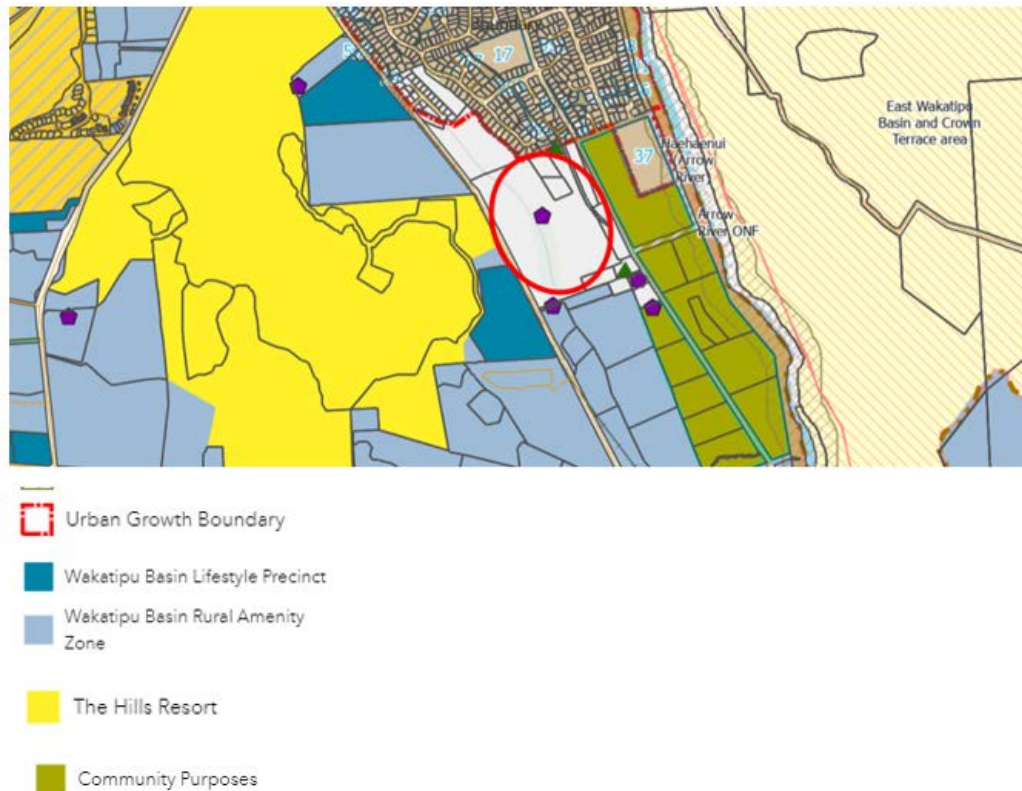 17
37
East Wakatipu
Basin and Crown
Terrace area
Haehaenui
(Arrow
River)
Arrow
River ONF
Urban Growth Boundary
Wakatipu Basin Lifestyle Precinct
Wakatipu Basin Rural Amenity
Zone
The Hills Resort
Community Purposes